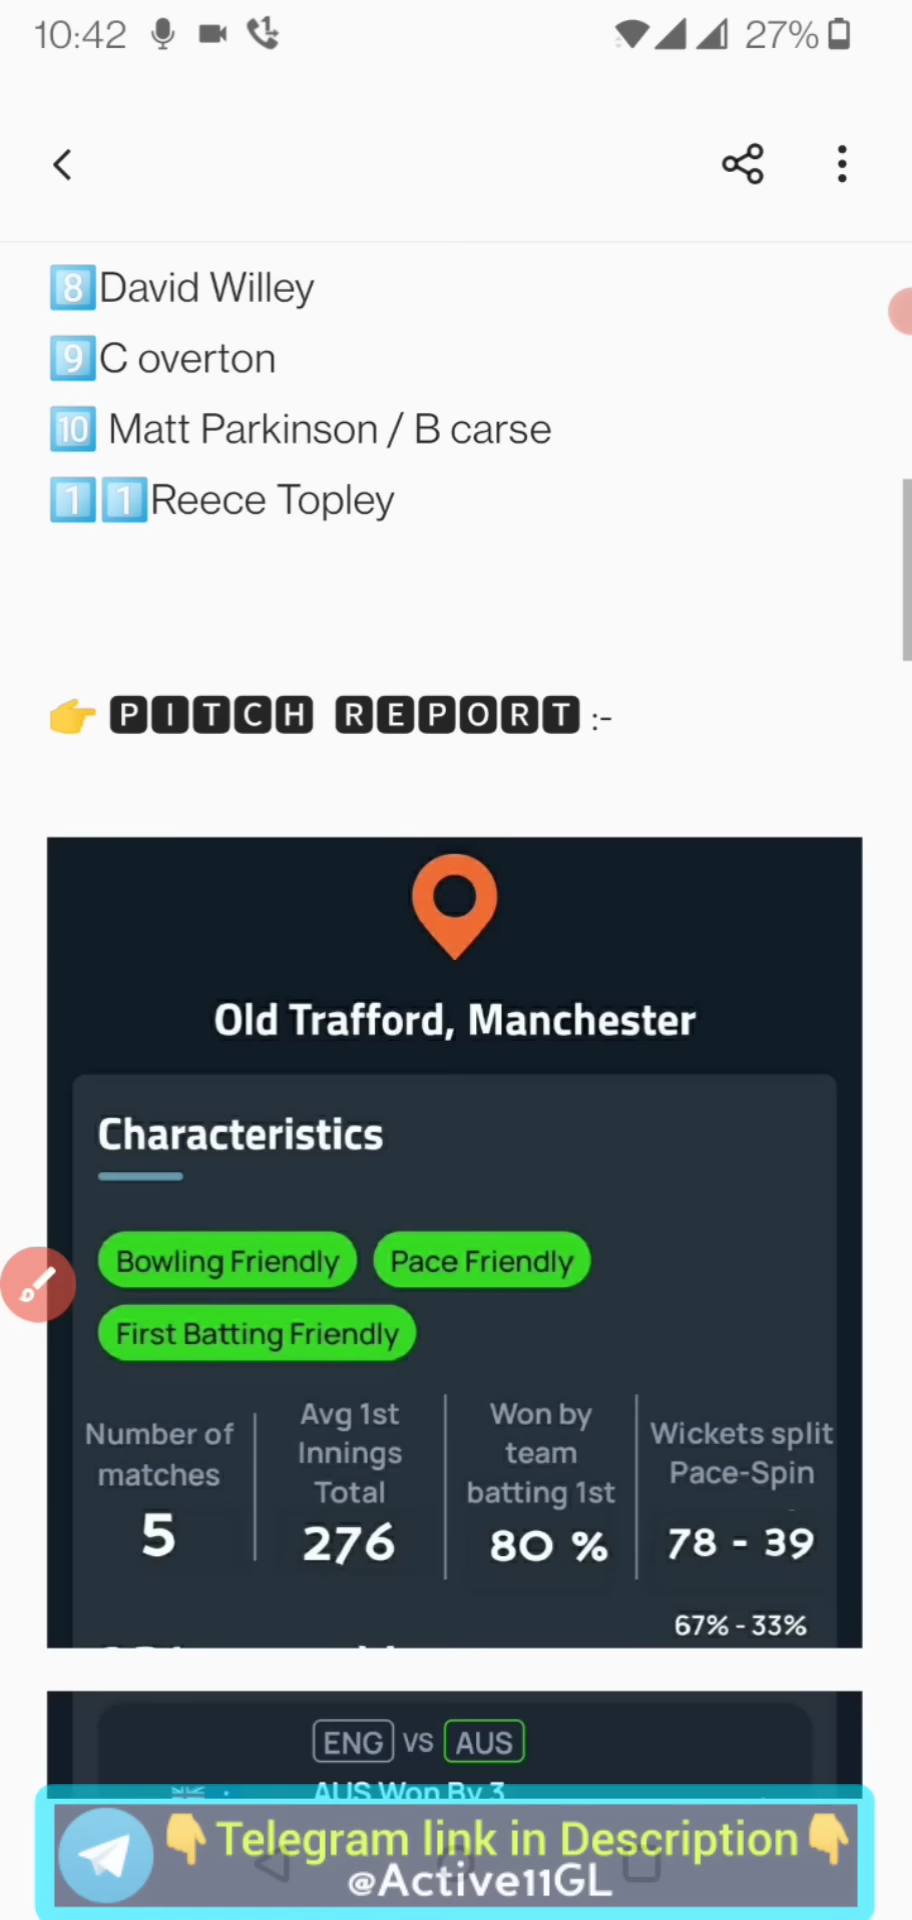 10:42
27%
8 David Willey
9 C overton
10 Matt Parkinson / B carse
1 1 Reece Topley
PITCH REPORT :-
Old Trafford, Manchester
Characteristics
Bowling Friendly Pace Friendly
First Batting Friendly
Number of matches
5
Avg 1st Innings Total
276
Won by team batting 1st
80 %
Wickets split Pace-Spin
78 - 39
67% - 33%
ENG vs AUS
AUS Won By 3
Telegram link in Description
@Active11GL